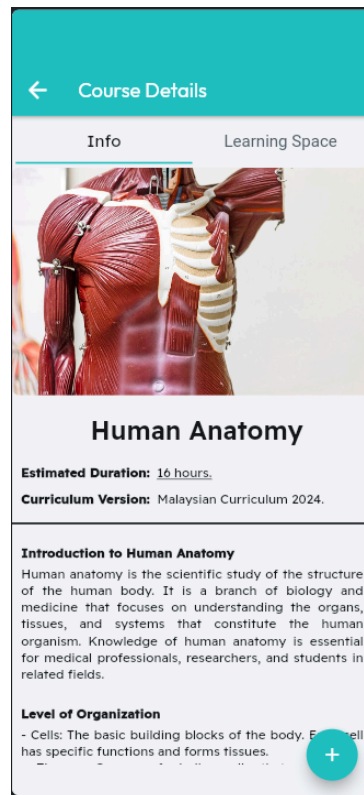 Course Details
Info
Learning Space
Human Anatomy
Estimated Duration: 16 hours.
Curriculum Version: Malaysian Curriculum 2024.
Introduction to Human Anatomy
Human anatomy is the scientific study of the structure
of the human body. It is a branch of biology and
medicine that focuses on understanding the organs,
tissues, and systems that constitute the human
organism. Knowledge of human anatomy is essential
for medical professionals, researchers, and students in
related fields.
Level of Organization
- Cells: The basic building blocks of the body.
has specific functions and forms tissues.